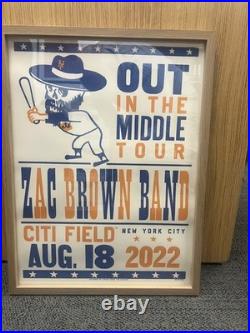 OUT
IN THE
MIDDLE
TOUR
ZAC BROWN BAND
CITI FIELD NEW YORK CITY
AUG. 18 2022